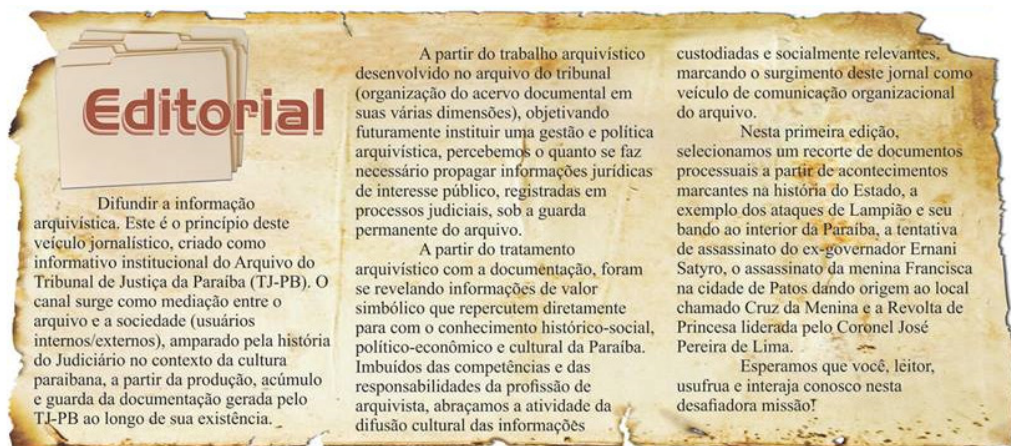 Editorial
Difundir a informação
arquivística. Este é o princípio deste
veículo jornalístico, criado como
informativo institucional do Arquivo do
Tribunal de Justiça da Paraíba (TJ-PB). O
canal surge como mediação entre o
arquivo e a sociedade (usuários
internos/externos), amparado pela história
do Judiciário no contexto da cultura
paraibana, a partir da produção, acúmulo
e guarda da documentação gerada pelo
TJ-PB ao longo de sua existência.
A partir do trabalho arquivístico
desenvolvido no arquivo do tribunal
(organização do acervo documental em
suas várias dimensões), objetivando
futuramente instituir uma gestão e política
arquivística, percebemos o quanto se faz
necessário propagar informações jurídicas
de interesse público, registradas em
processos judiciais, sob a guarda
permanente do arquivo.
A partir do tratamento
arquivístico com a documentação, foram
se revelando informações de valor
simbólico que repercutem diretamente
para com o conhecimento histórico-social,
político-econômico e cultural da Paraíba.
Imbuídos das competências e das
responsabilidades da profissão de
arquivista, abraçamos a atividade da
difusão cultural das informações
custodiadas e socialmente relevantes,
marcando o surgimento deste jornal como
veículo de comunicação organizacional
do arquivo.
Nesta primeira edição,
selecionamos um recorte de documentos
processuais a partir de acontecimentos
marcantes na história do Estado, a
exemplo dos ataques de Lampião e seu
bando ao interior da Paraíba, a tentativa
de assassinato do ex-governador Ernani
Satyro, o assassinato da menina Francisca
na cidade de Patos dando origem ao local
chamado Cruz da Menina e a Revolta de
Princesa liderada pelo Coronel José
Pereira de Lima.
Esperamos que você, leitor,
usufrua e interaja conosco nesta
desafiadora missão!